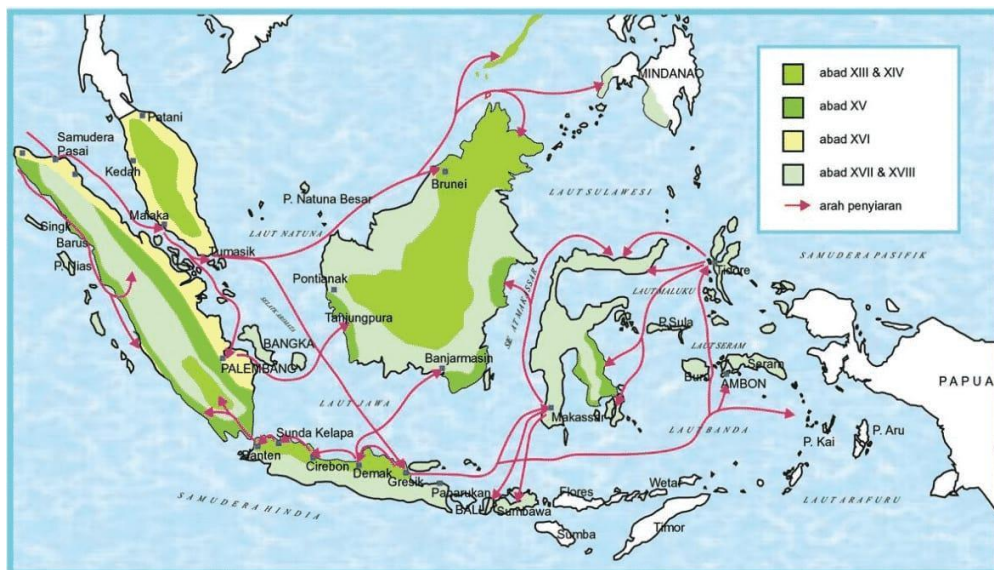 MINDANAO
abad XIII & XIV
abad XV
abad XVI
abad XVII & XVIII
arah penyiaran
Patani
Samudera
Pasai
Kedah
Brunei
LAUT SULAWESI
P. Natuna Besar
Malaka
Singk
LAUT NATUNA
Tumasik
Barus
P. Nias
SAMUDERA PASIFIK
Tidore
LAUT MALUKU
Pontianak
Tanjungpura
P.Sula
LAUT SERAM
BANGKA
PALEMBANG
Banjarmasin
Seram
Buru
AMBON
PAPUA
LAUT JAWA
Makassar
LAUT BANDA
Sunda Kelapa
Banten
Cirebon
Demak
Gresik
P. Kai
P. Aru
SAMUDERA HINDIA
Panarukan
BALI
Sumbawa
Flores
Wetar
LAUT ARAFURU
Sumba
Timor